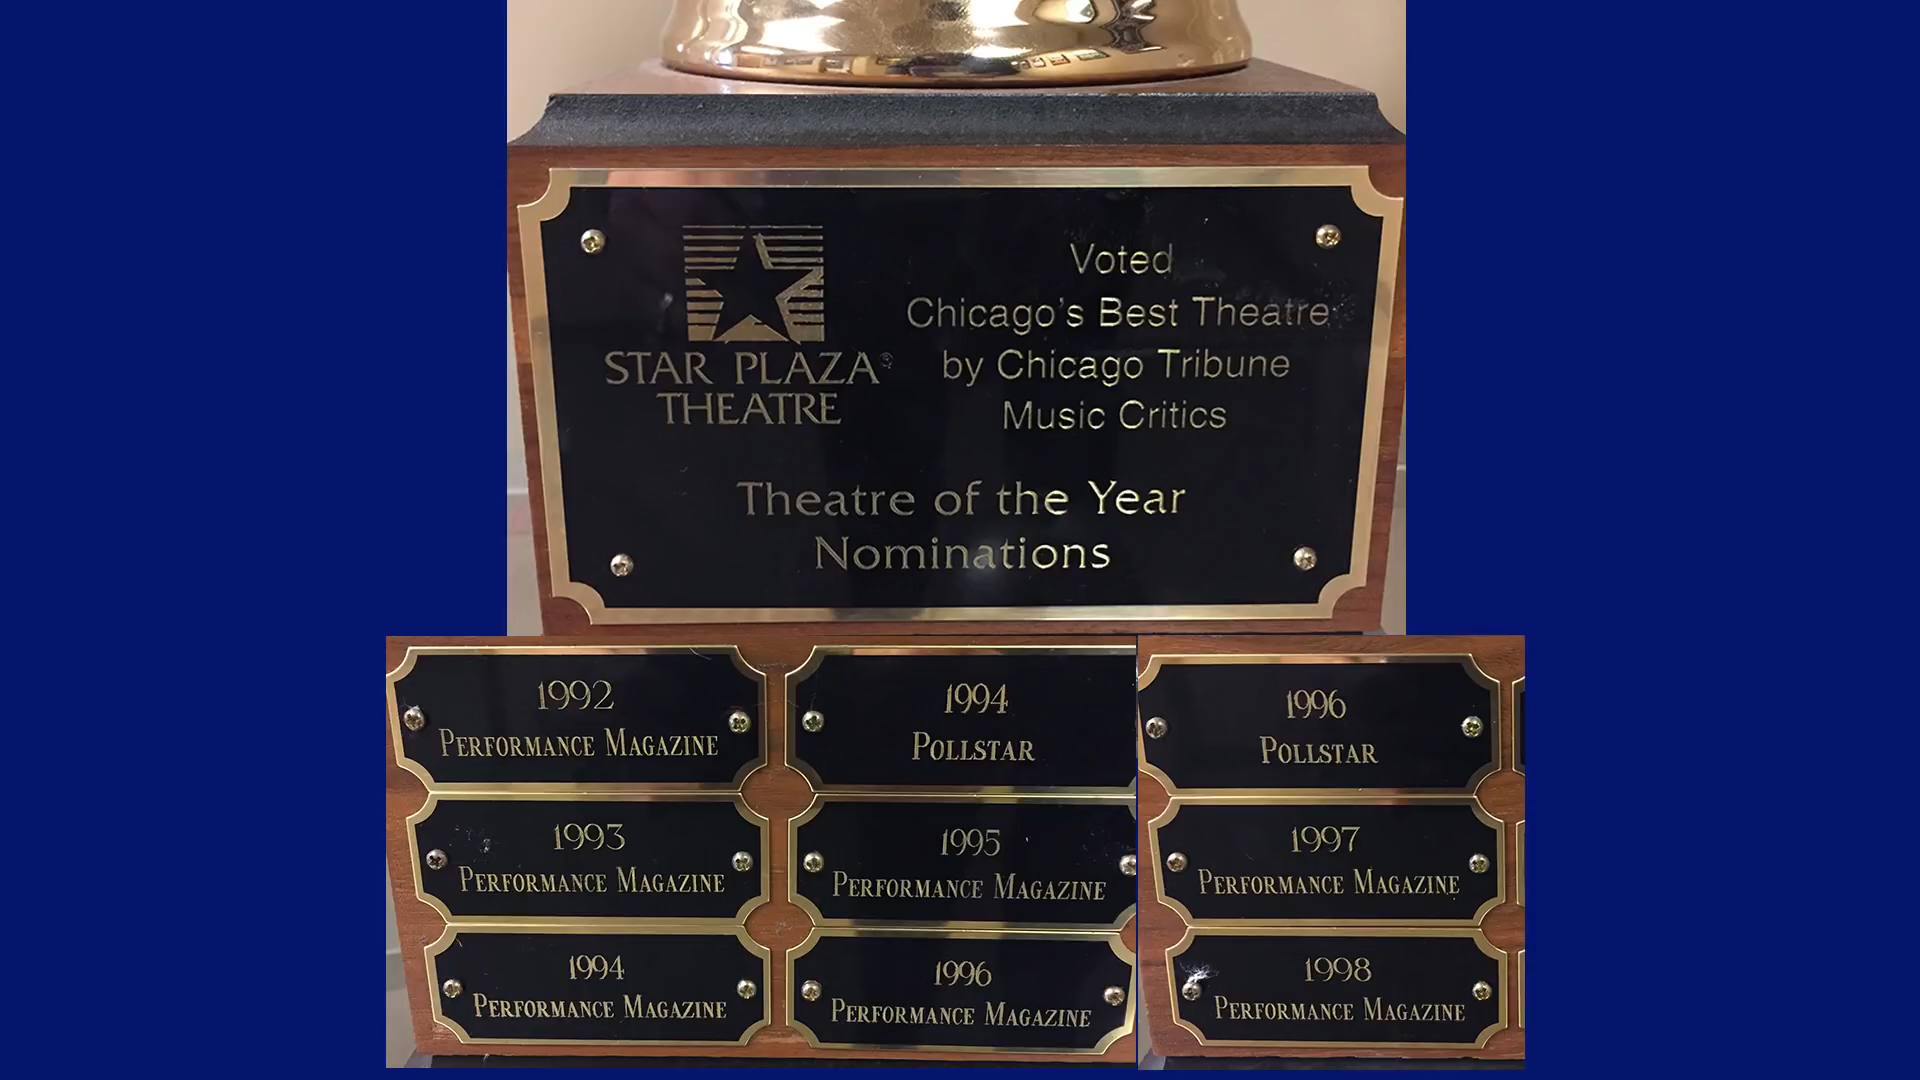 STAR PLAZA®
THEATRE
Voted
Chicago's Best Theatre
by Chicago Tribune
Music Critics
Theatre of the Year
Nominations
1992
PERFORMANCE MAGAZINE
1993
PERFORMANCE MAGAZINE
1994
PERFORMANCE MAGAZINE
1994
POLLSTAR
1995
PERFORMANCE MAGAZINE
1996
PERFORMANCE MAGAZINE
1996
POLLSTAR
1997
PERFORMANCE MAGAZINE
1998
PERFORMANCE MAGAZINE